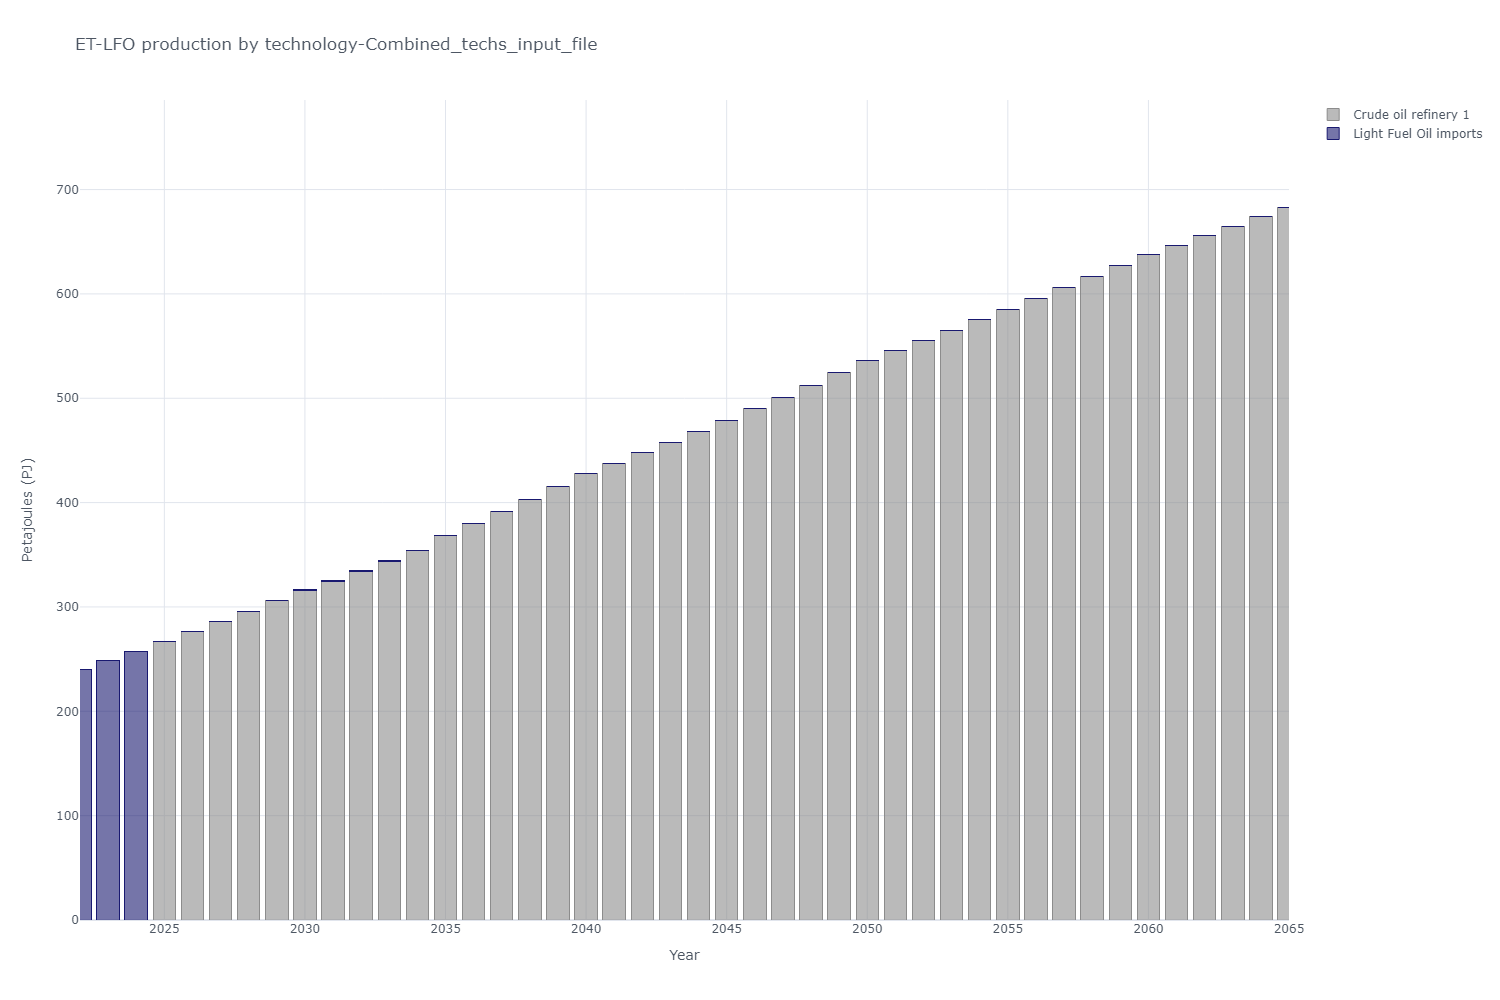 ET-LFO production by technology-Combined_techs_input_file
Crude oil refinery 1
Light Fuel Oil imports
700
600
500
400
300
200
100
0
Petajoules (PJ)
2025 2030 2035 2040 2045 2050 2055 2060 2065
Year